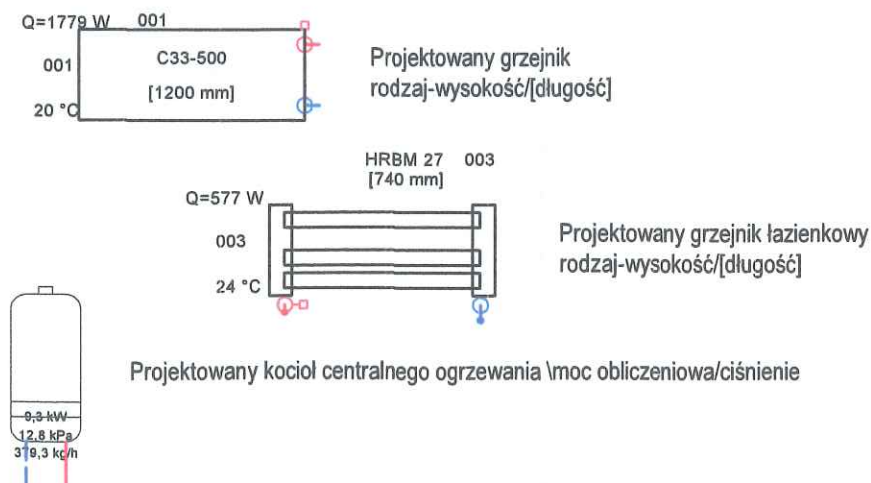 Q=1779 W 001
001
C33-500
[1200 mm]
20 °C
Projektowany grzejnik
rodzaj-wysokość/[długość]
HRBM 27 003
[740 mm]
Q=577 W
003
24 °C
Projektowany grzejnik łazienkowy
rodzaj-wysokość/[długość]
Projektowany kocioł centralnego ogrzewania \moc obliczeniowa/ciśnienie
9,3 kW
12.8 kPa
379,3 kg/h